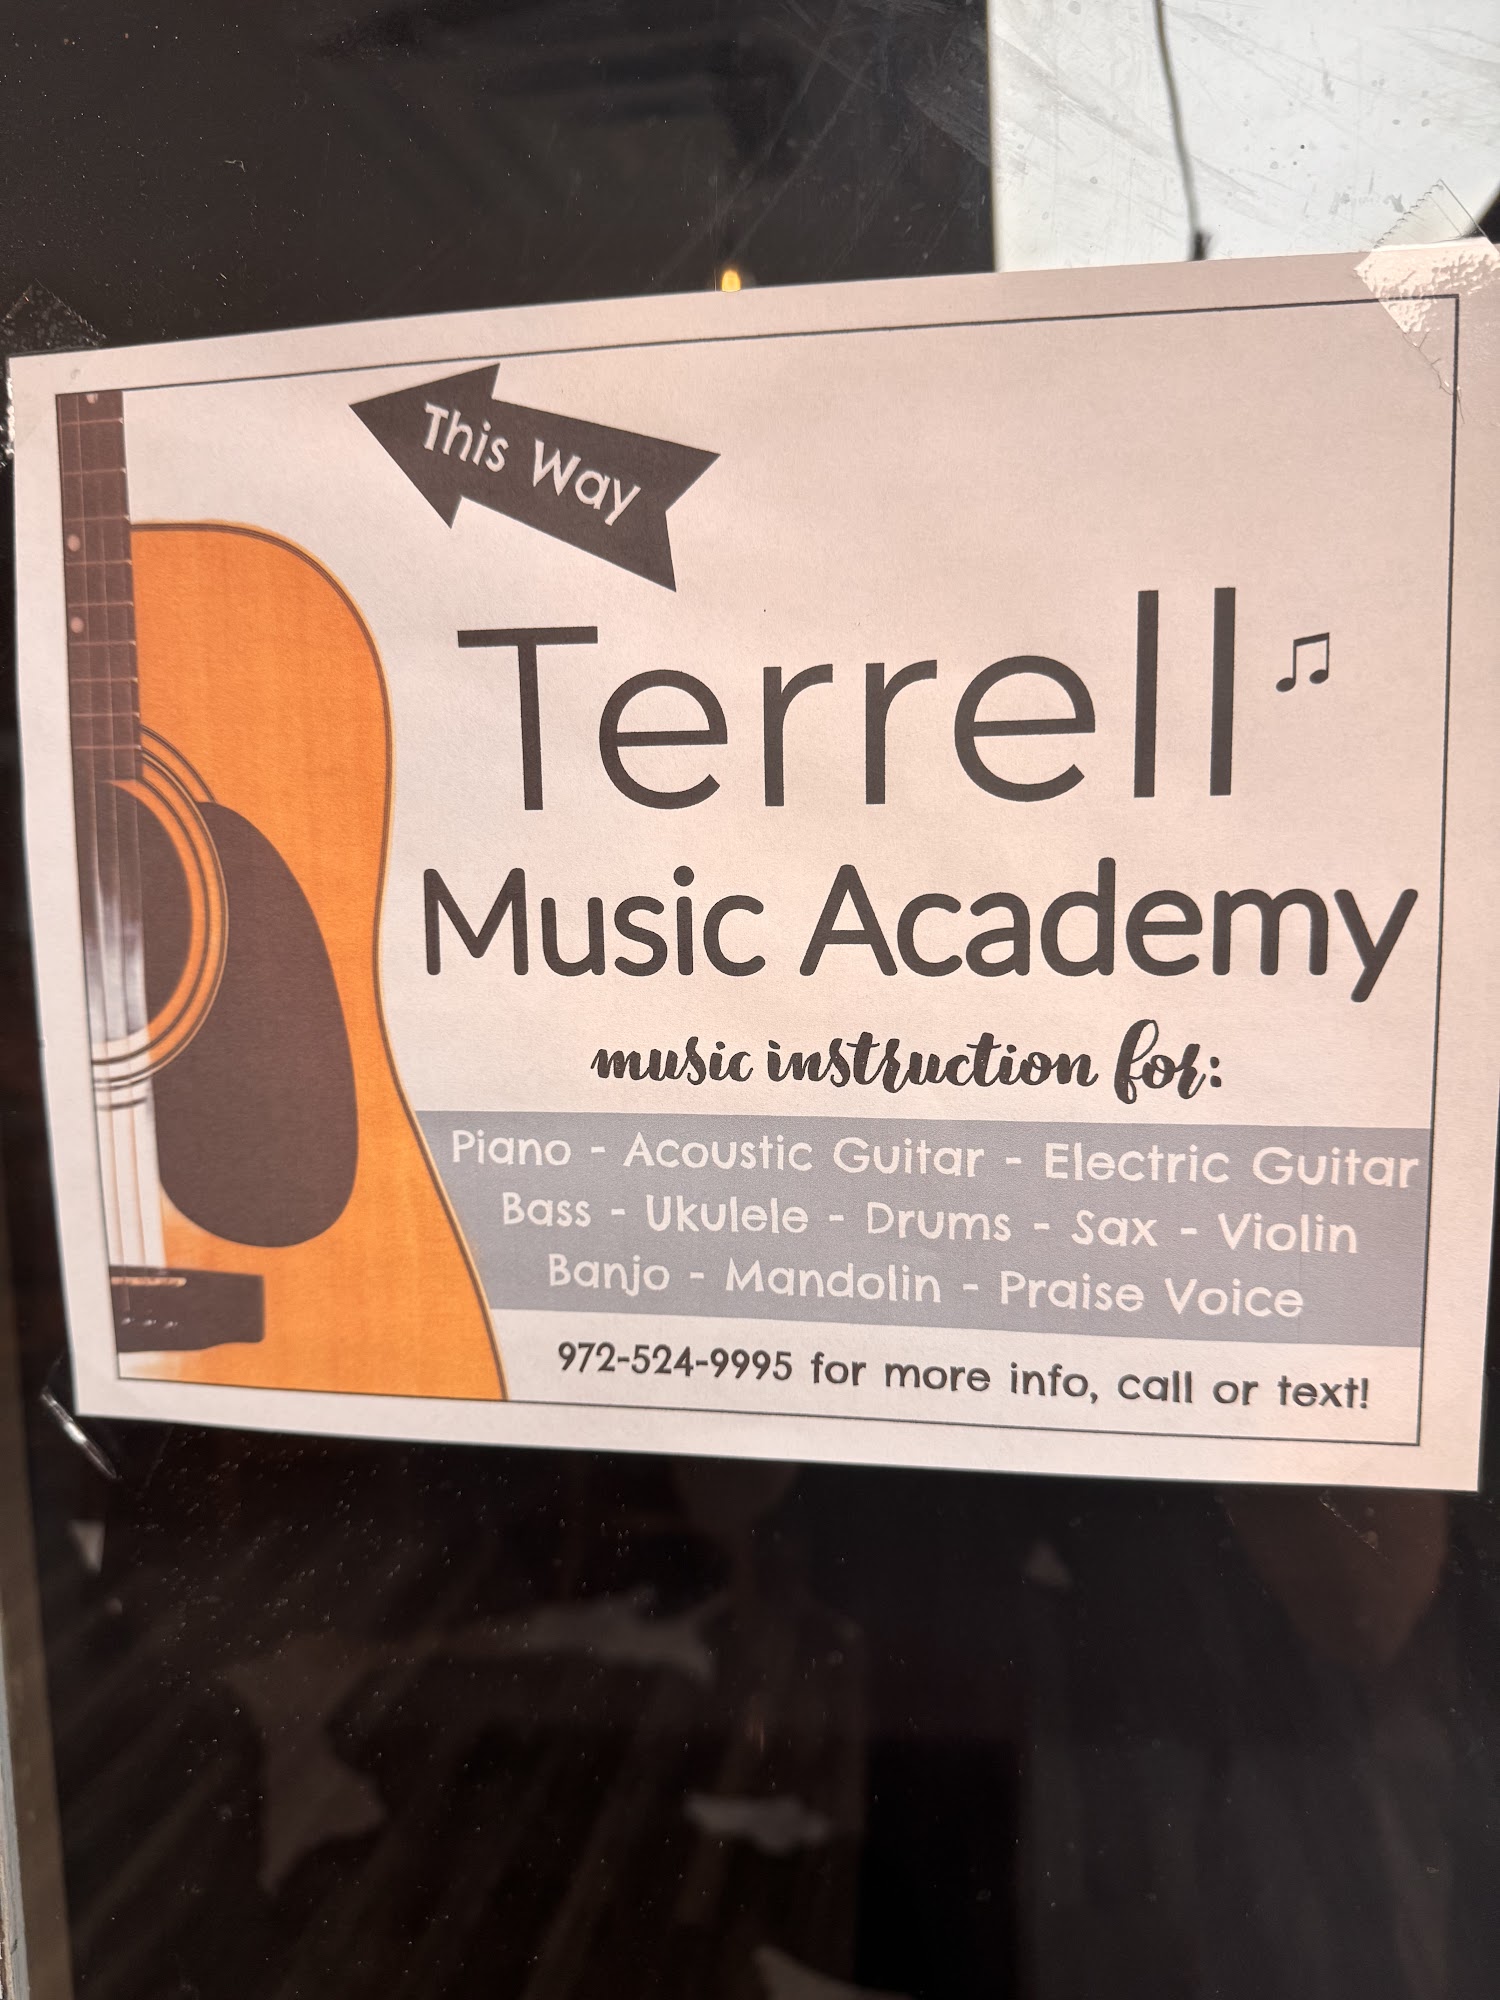 This Way
Terrell
Music Academy
music instruction for:
Piano - Acoustic Guitar - Electric Guitar
Bass - Ukulele - Drums - Sax - Violin
Banjo - Mandolin - Praise Voice
972-524-9995 for more info, call or text!